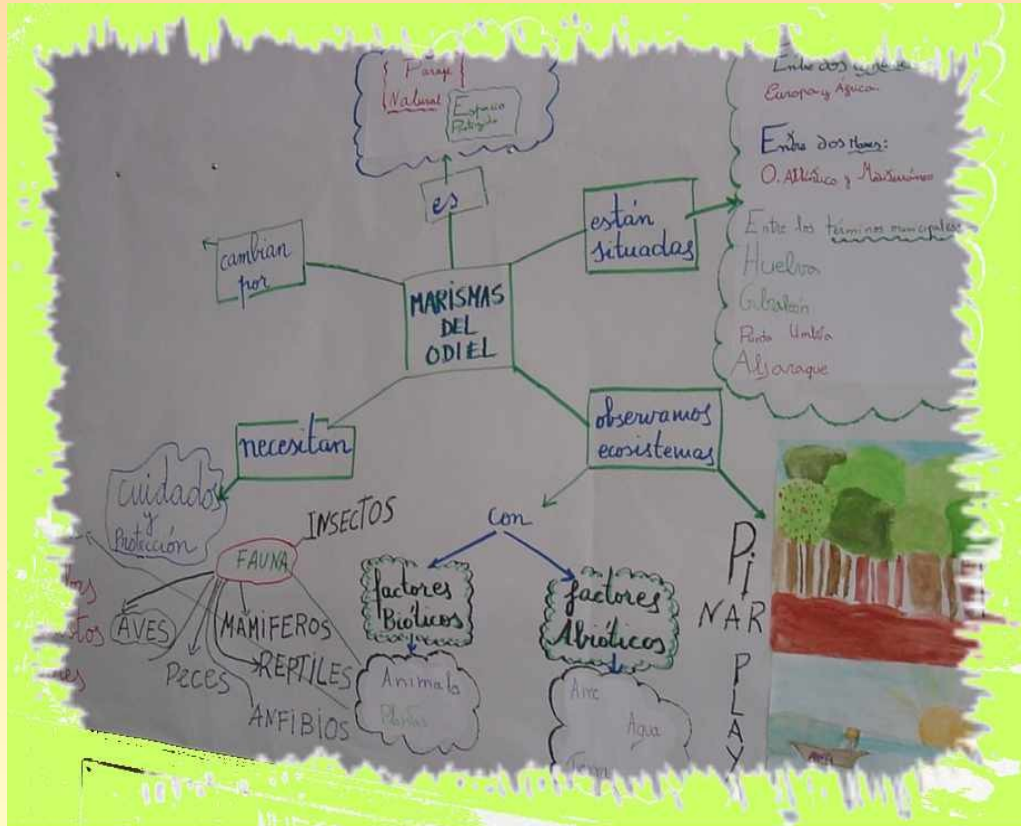 Paraje
Natural
Espacio
Protegido
es
cambian
por
MARISMAS
DEL
ODIEL
están
situadas
Entre dos
Europa y África
Entre dos Mares:
O. Atlántico y Mediterráneo
Entre los términos municipales
Huelva
Gibraleón
Punta Umbría
Aljaraque
necesitan
cuidados
y
Protección
observamos
ecosistemas
con
factores
Bióticos
Animales
Plantas
factores
Abióticos
Aire
Agua
PINAR
PLAY
FAUNA
INSECTOS
AVES
PECES
MAMIFEROS
REPTILES
ANFIBIOS